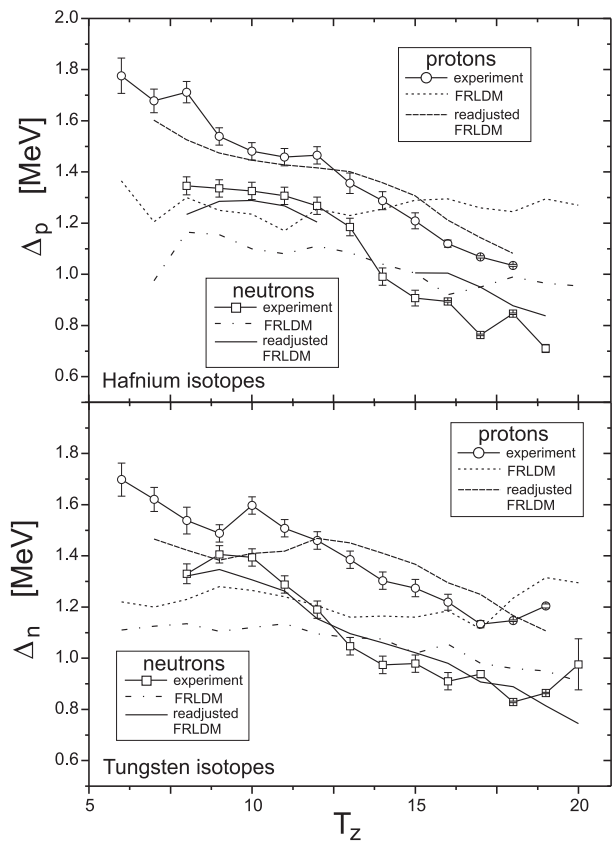 2.0
1.8
1.6
1.4
1.2
1.0
0.8
0.6
Δp [MeV]
protons
experiment
FRLDM
readjusted
FRLDM
neutrons
experiment
FRLDM
readjusted
FRLDM
Hafnium isotopes
1.8
1.6
1.4
1.2
1.0
0.8
0.6
Δn [MeV]
protons
experiment
FRLDM
readjusted
FRLDM
neutrons
experiment
FRLDM
readjusted
FRLDM
Tungsten isotopes
5 10 15 20
Tz